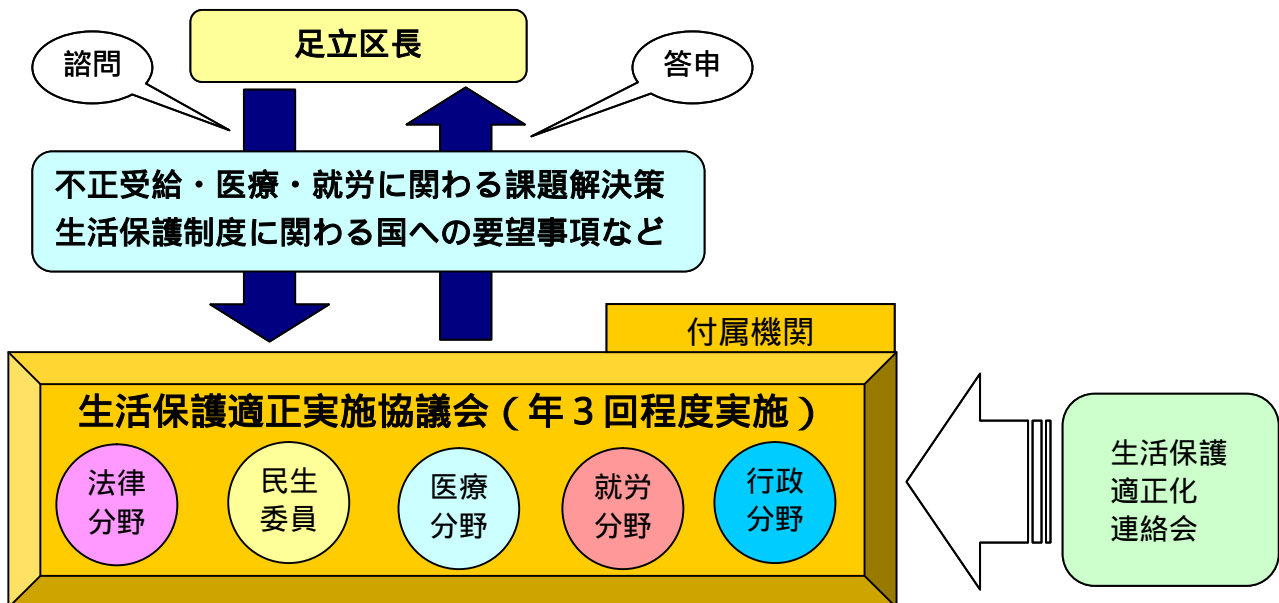 足立区長
諮問
答申
不正受給・医療・就労に関わる課題解決策
生活保護制度に関わる国への要望事項など
付属機関
生活保護適正実施協議会(年3回程度実施)
法律
分野
民生
委員
医療
分野
就労
分野
行政
分野
生活保護
適正化
連絡会